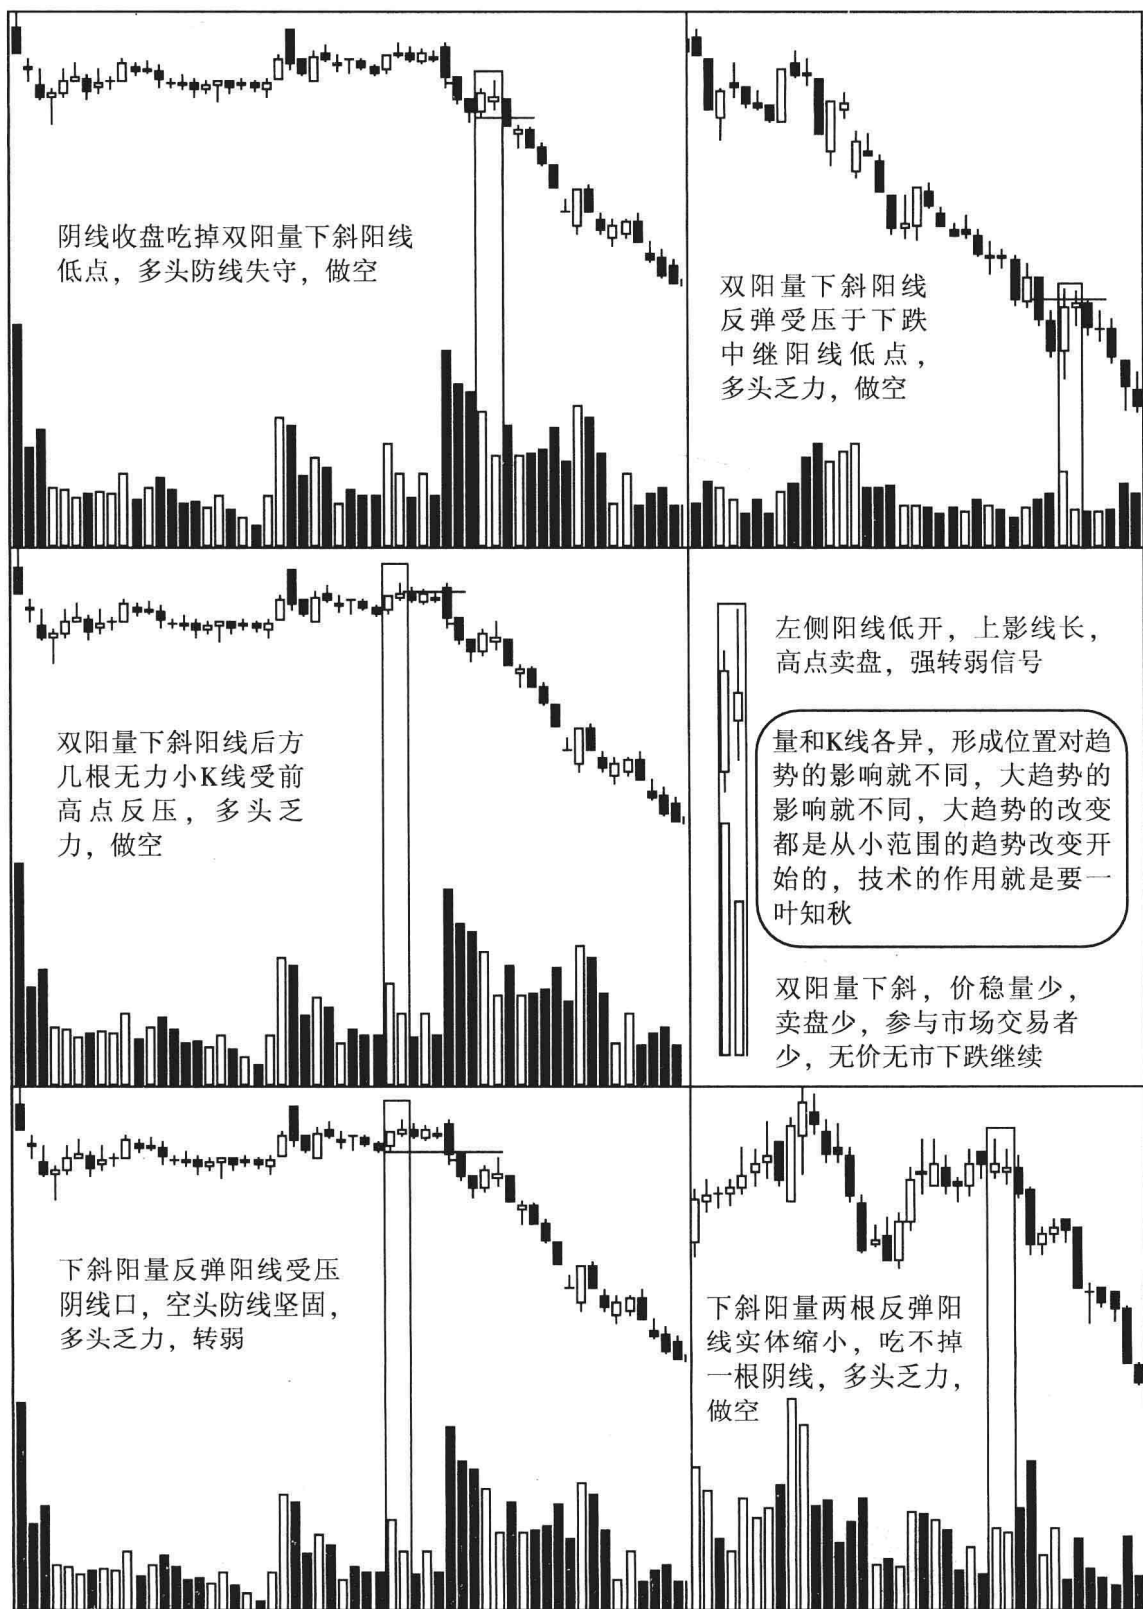 阴线收盘吃掉双阳量下斜阳线
低点，多头防线失守，做空
双阳量下斜阳线
反弹受压于下跌
中继阳线低点，
多头乏力，做空
双阳量下斜阳线后方
几根无力小K线受前
高点反压，多头乏
力，做空
左侧阳线低开，上影线长，
高点卖盘，强转弱信号
量和K线各异，形成位置对趋
势的影响就不同，大趋势的
影响就不同，大趋势的改变
都是从小范围的趋势改变开
始的，技术的作用就是要一
叶知秋
双阳量下斜，价稳量少，
卖盘少，参与市场交易者
少，无价无市下跌继续
下斜阳量反弹阳线受压
阴线口，空头防线坚固，
多头乏力，转弱
下斜阳量两根反弹阳
线实体缩小，吃不掉
一根阴线，多头乏力，
做空